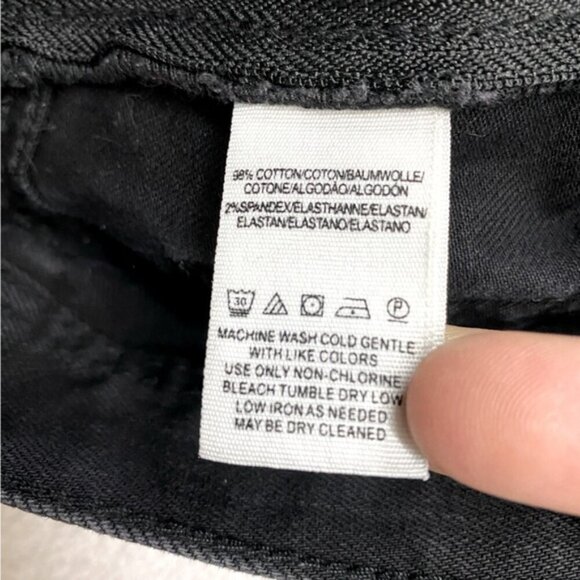 98% COTTON/COTON/BAUMWOLLE/
COTONE/ALGODÃO/ALGODÓN
2%SPANDEX/ELASTHANNE/ELASTAN/
ELASTAN/ELASTANO/ELASTANO
30 P
MACHINE WASH COLD GENTLE
WITH LIKE COLORS
USE ONLY NON-CHLORINE
BLEACH TUMBLE DRY LOW
LOW IRON AS NEEDED
MAY BE DRY CLEANED